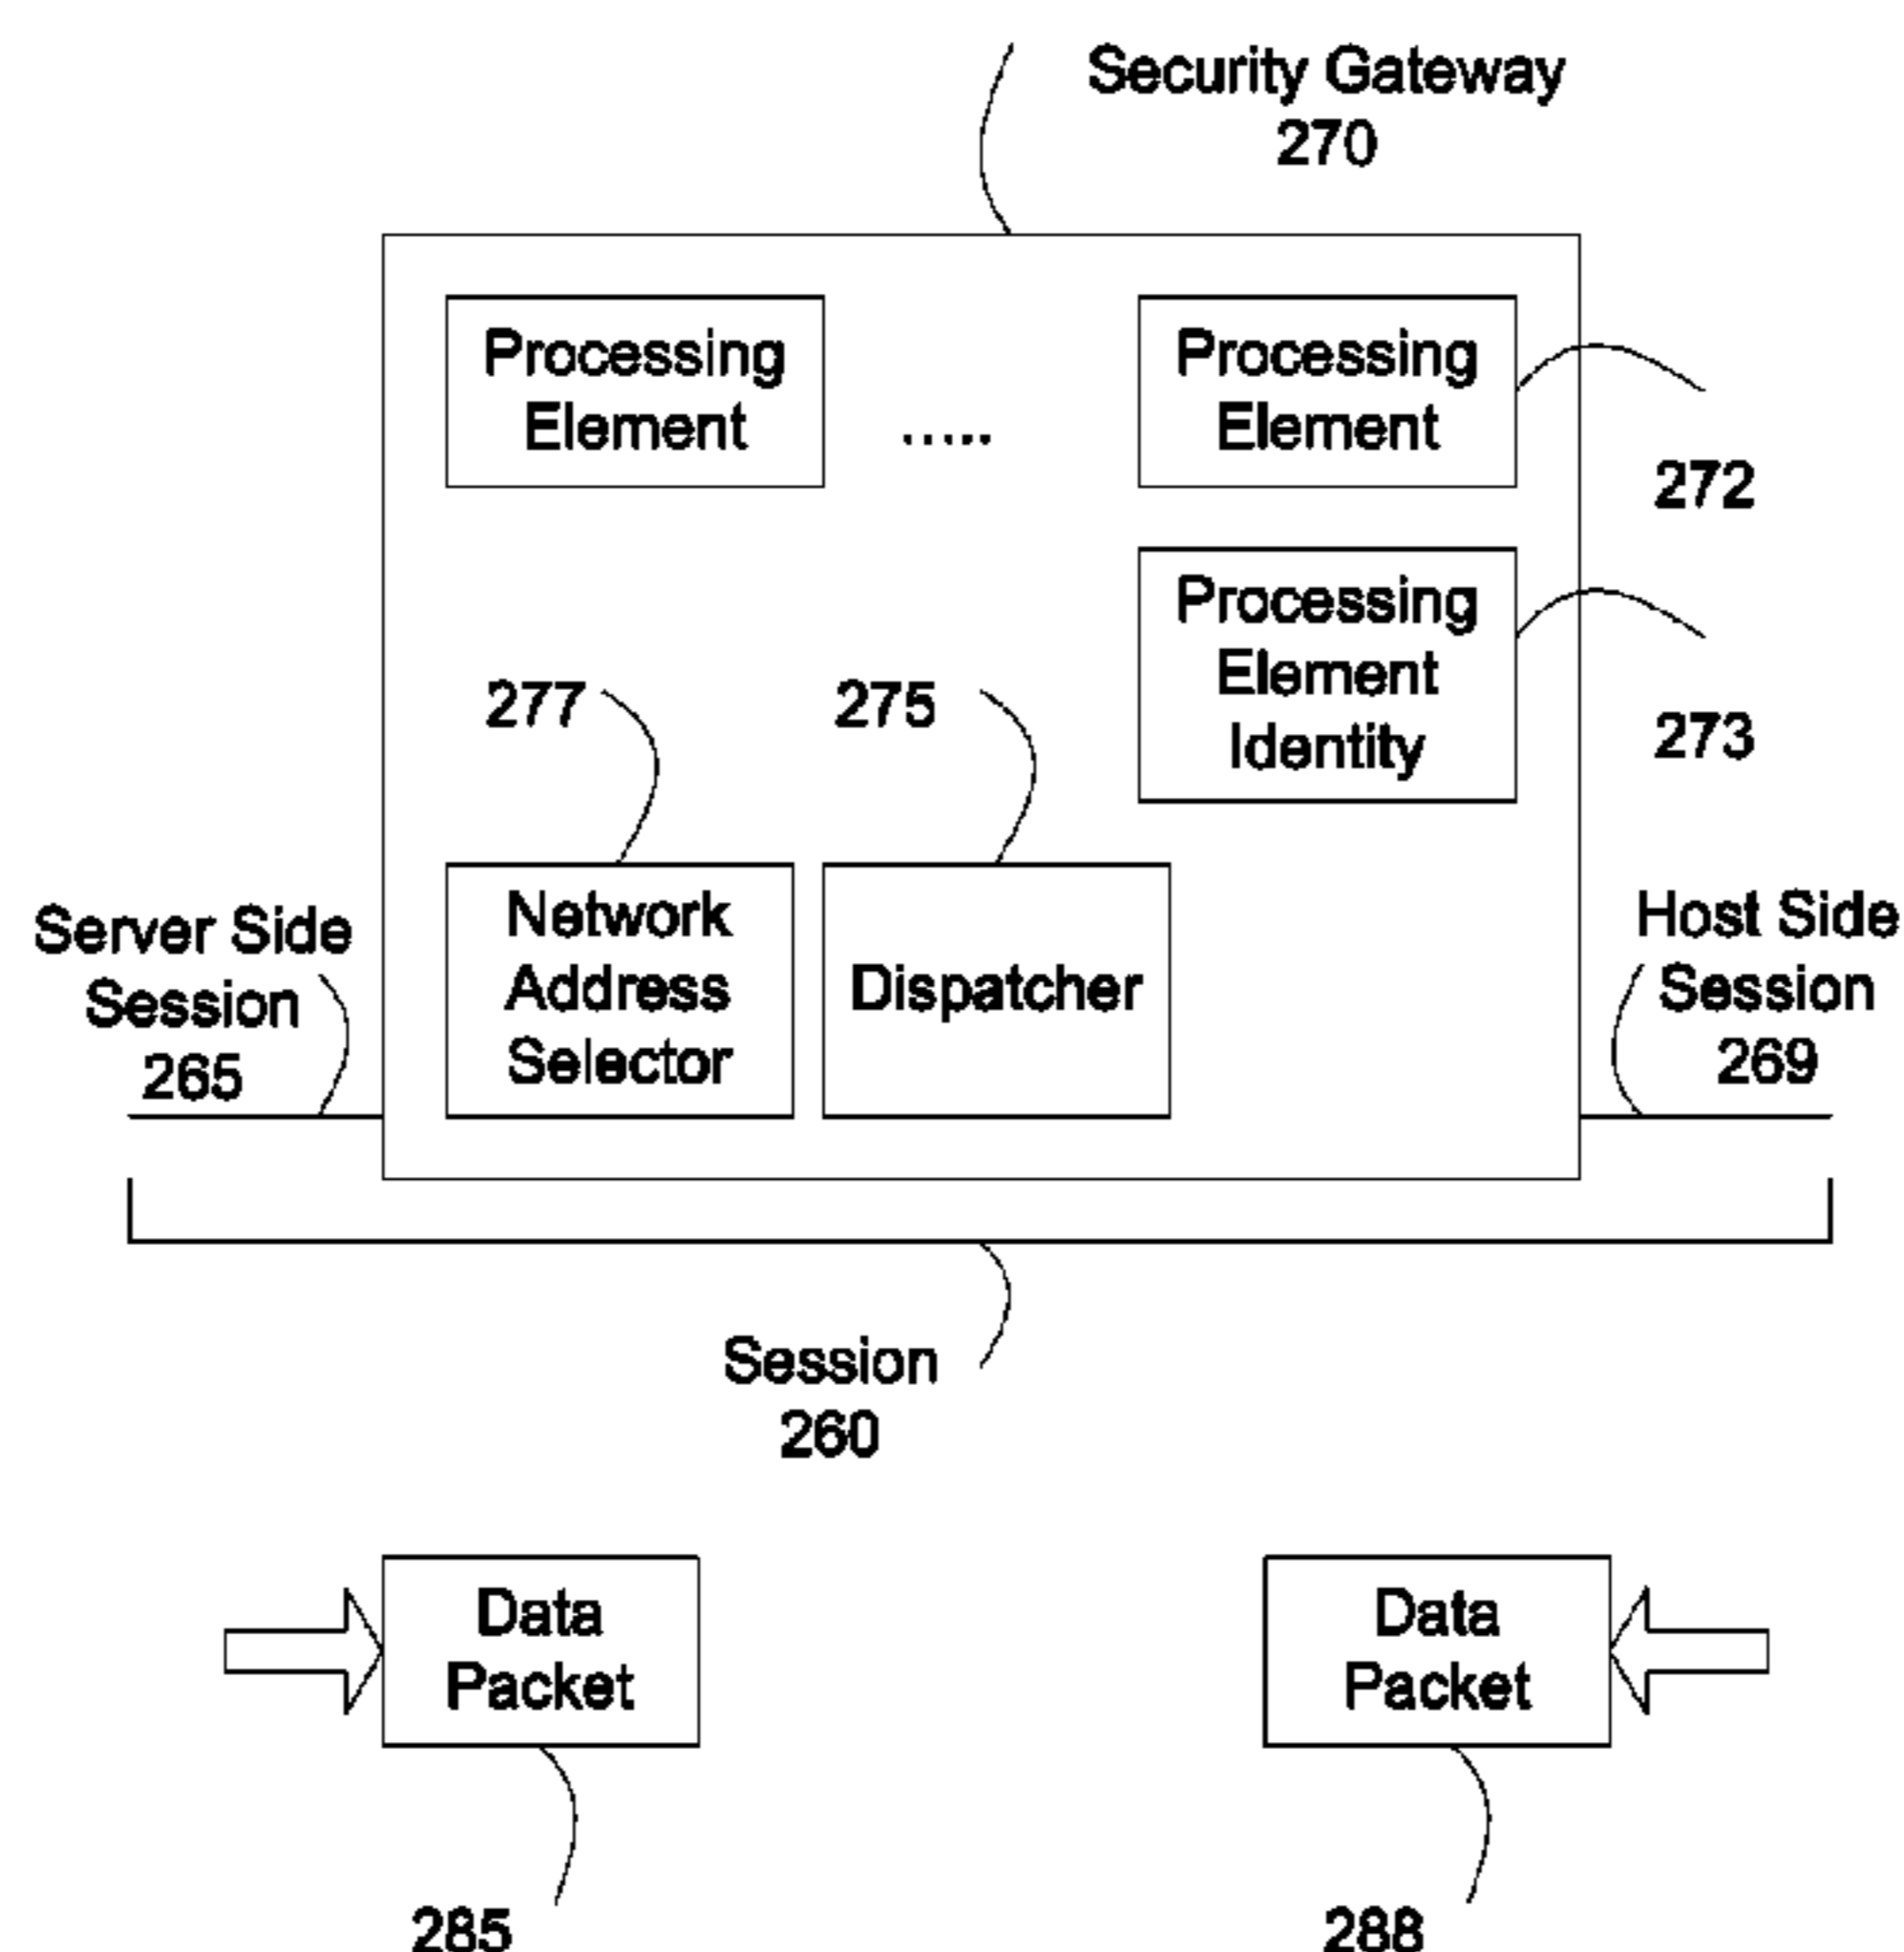 Security Gateway
270
Processing
Element
.....
Processing
Element
272
Processing
Element
Identity
273
277
275
Network
Address
Selector
Dispatcher
Server Side
Session
265
Host Side
Session
269
Session
260
Data
Packet
285
Data
Packet
288